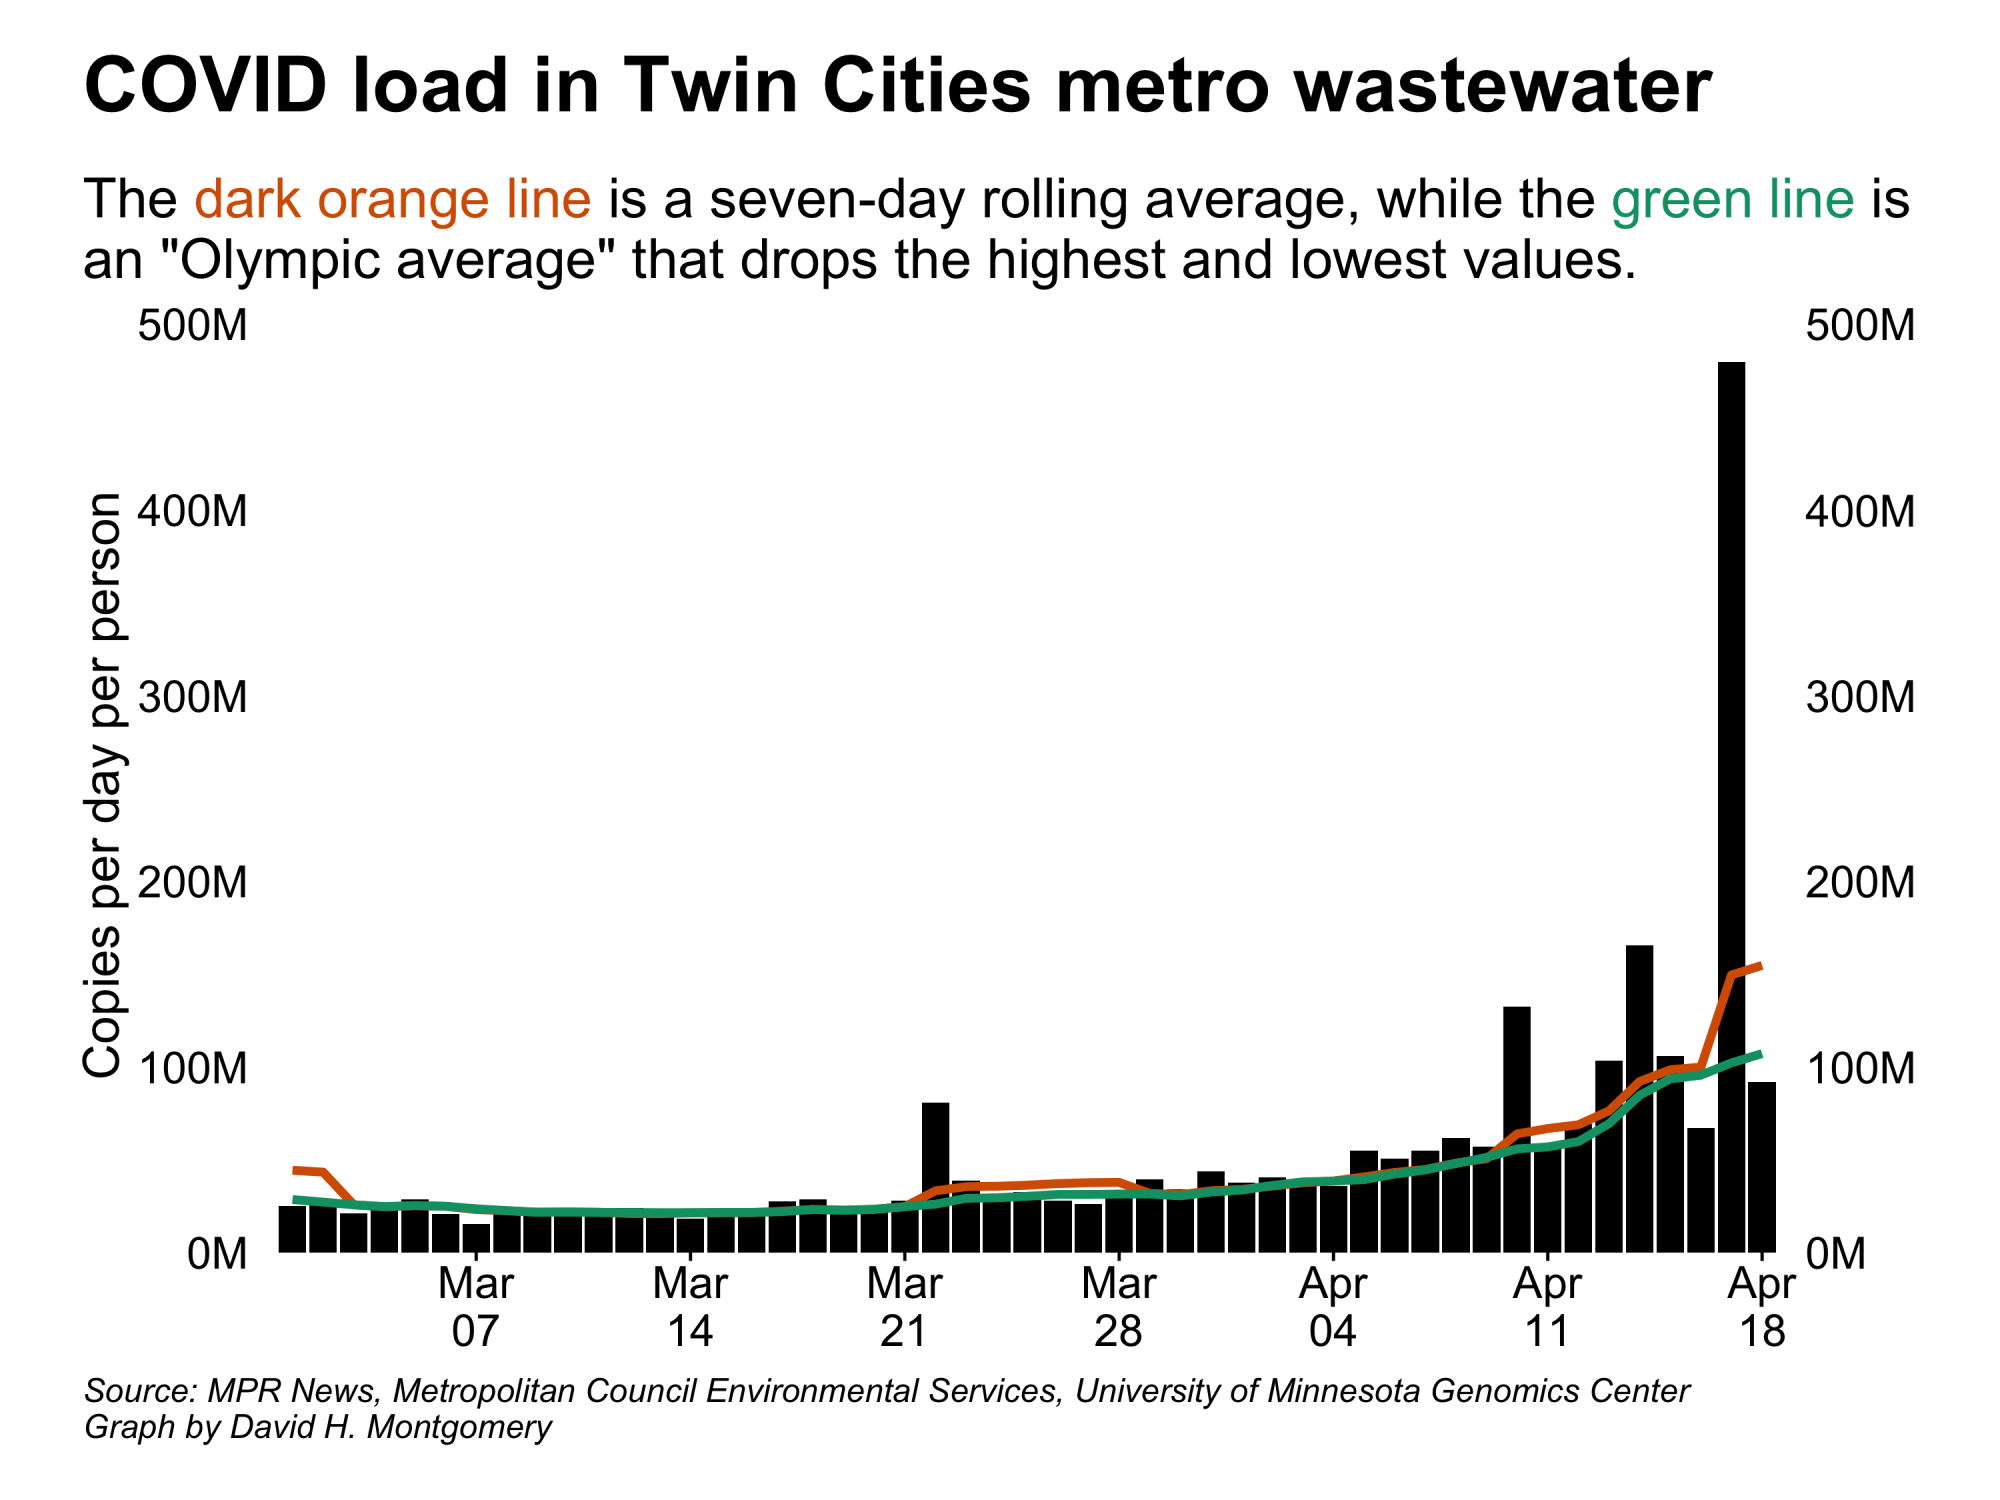 COVID load in Twin Cities metro wastewater
The dark orange line is a seven-day rolling average, while the green line is
an "Olympic average" that drops the highest and lowest values.
Copies per day per person
500M 500M
400M 400M
300M 300M
200M 200M
100M 100M
0M 0M
Mar Mar Mar Mar Apr Apr Apr
07 14 21 28 04 11 18
Source: MPR News, Metropolitan Council Environmental Services, University of Minnesota Genomics Center
Graph by David H. Montgomery